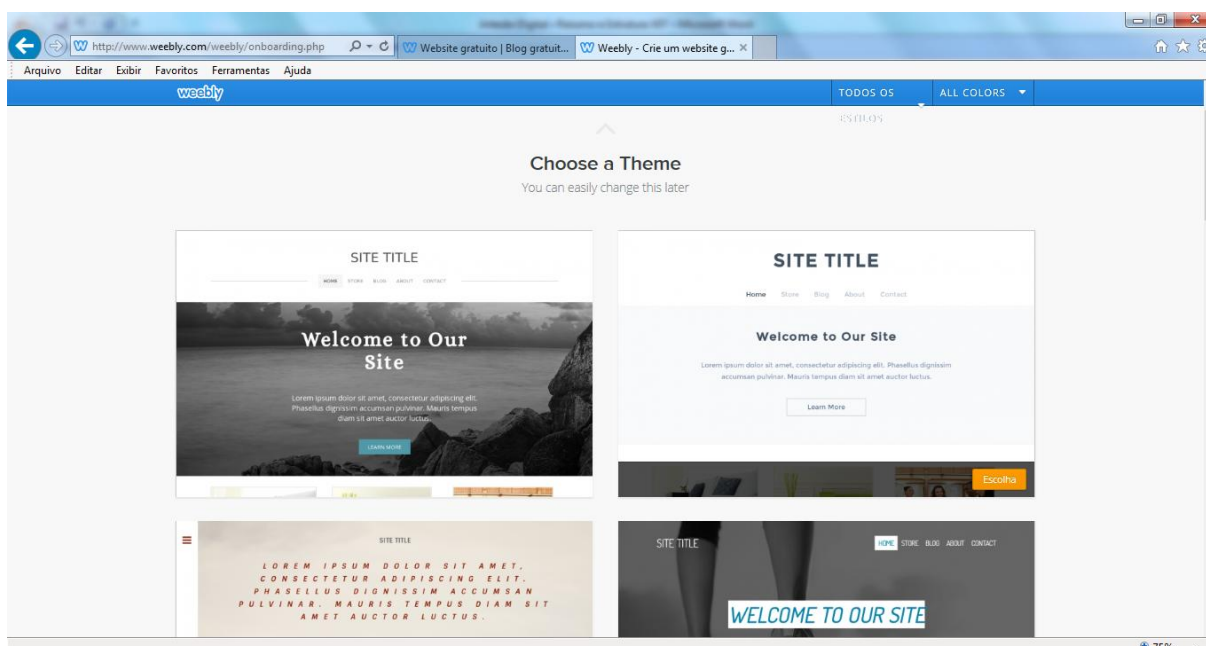 http://www.weebly.com/weebly/onboarding.php
Website gratuito | Blog gratuit...
Weebly - Crie um website g...
Arquivo Editar Exibir Favoritos Ferramentas Ajuda
weebly
TODOS OS
ALL COLORS
ESTILOS
Choose a Theme
You can easily change this later
SITE TITLE
HOME STORE BLOG ABOUT CONTACT
Welcome to Our
Site
Lorem ipsum dolor sit amet, consectetur adipiscing elit.
Phasellus dignissim accumsan pulvinar. Mauris tempus
diam sit amet auctor luctus.
LEARN MORE
SITE TITLE
Home Store Blog About Contact
Welcome to Our Site
Lorem ipsum dolor sit amet, consectetur adipiscing elit. Phasellus dignissim
accumsan pulvinar. Mauris tempus diam sit amet auctor luctus.
Learn More
Escolha
SITE TITLE
LOREM IPSUM DOLOR SIT AMET,
CONSECTETUR ADIPISCING ELIT.
PHASELLUS DIGNISSIM ACCUMSAN
PULVINAR. MAURIS TEMPUS DIAM SIT
AMET AUCTOR LUCTUS.
SITE TITLE
HOME STORE BLOG ABOUT CONTACT
WELCOME TO OUR SITE